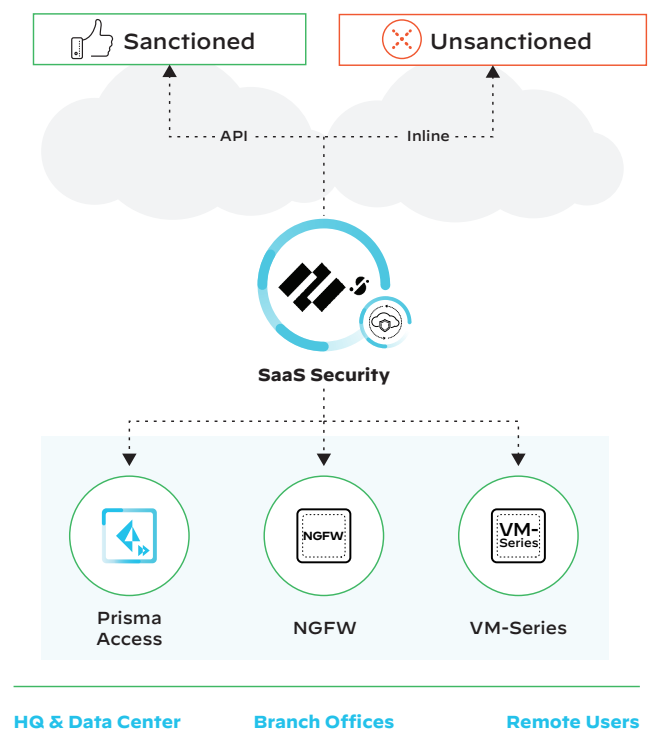 Sanctioned
Unsanctioned
API
Inline
SaaS Security
NGFW
VM-
Series
Prisma
Access
NGFW
VM-Series
HQ & Data Center
Branch Offices
Remote Users